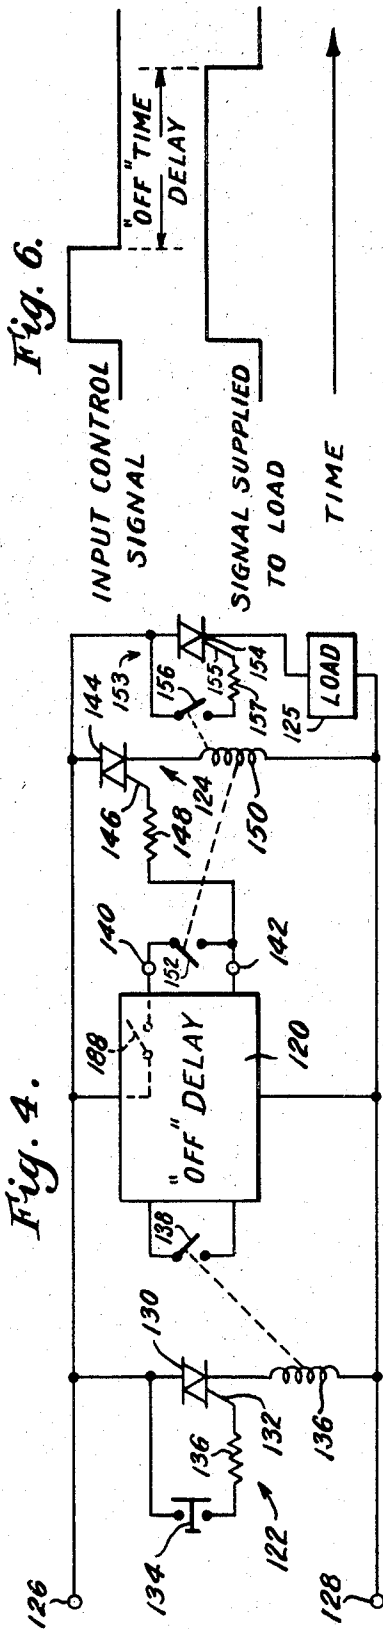 Fig. 6.
INPUT CONTROL
SIGNAL
"OFF" TIME
DELAY
SIGNAL SUPPLIED
TO LOAD
TIME
Fig. 4.
126
128
134
136
130
132
122
136
138
"OFF" DELAY
188
120
140
152
142
144
146
148
124
150
153
156
155
154
157
LOAD
125